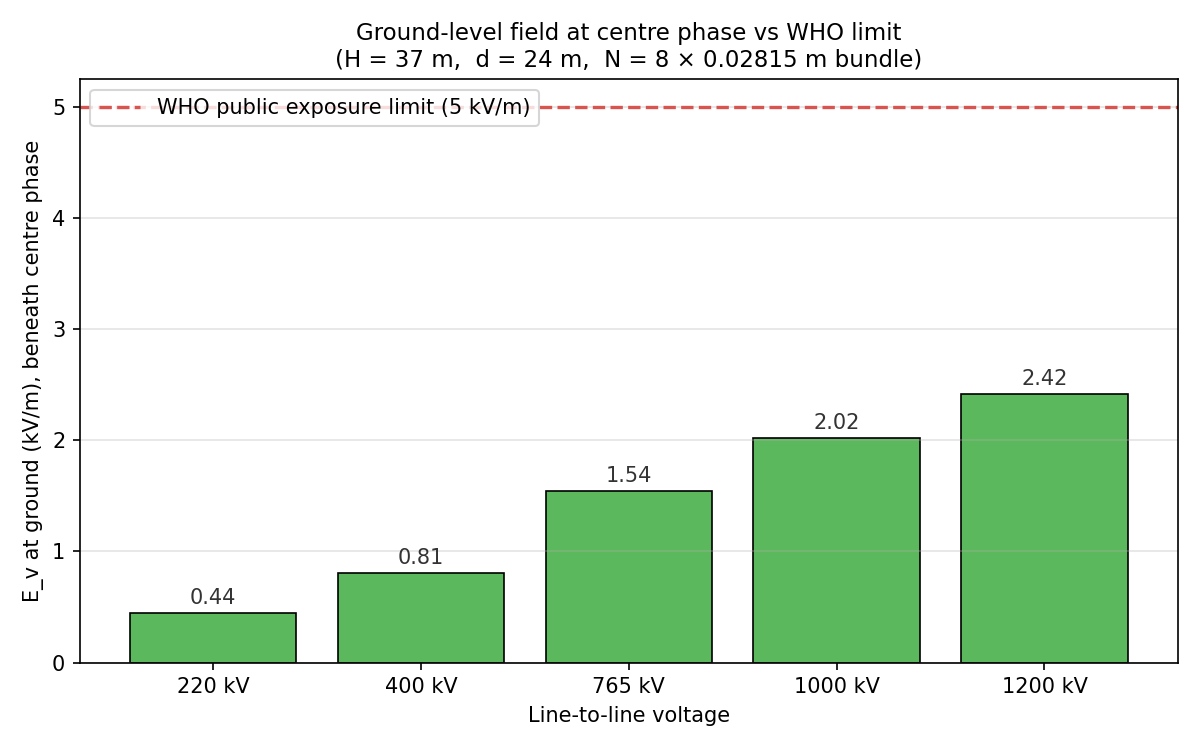 Ground-level field at centre phase vs WHO limit
(H = 37 m,  d = 24 m,  N = 8 × 0.02815 m bundle)
WHO public exposure limit (5 kV/m)
E_v at ground (kV/m), beneath centre phase
5
4
3
2
1
0
0.44
0.81
1.54
2.02
2.42
220 kV
400 kV
765 kV
1000 kV
1200 kV
Line-to-line voltage